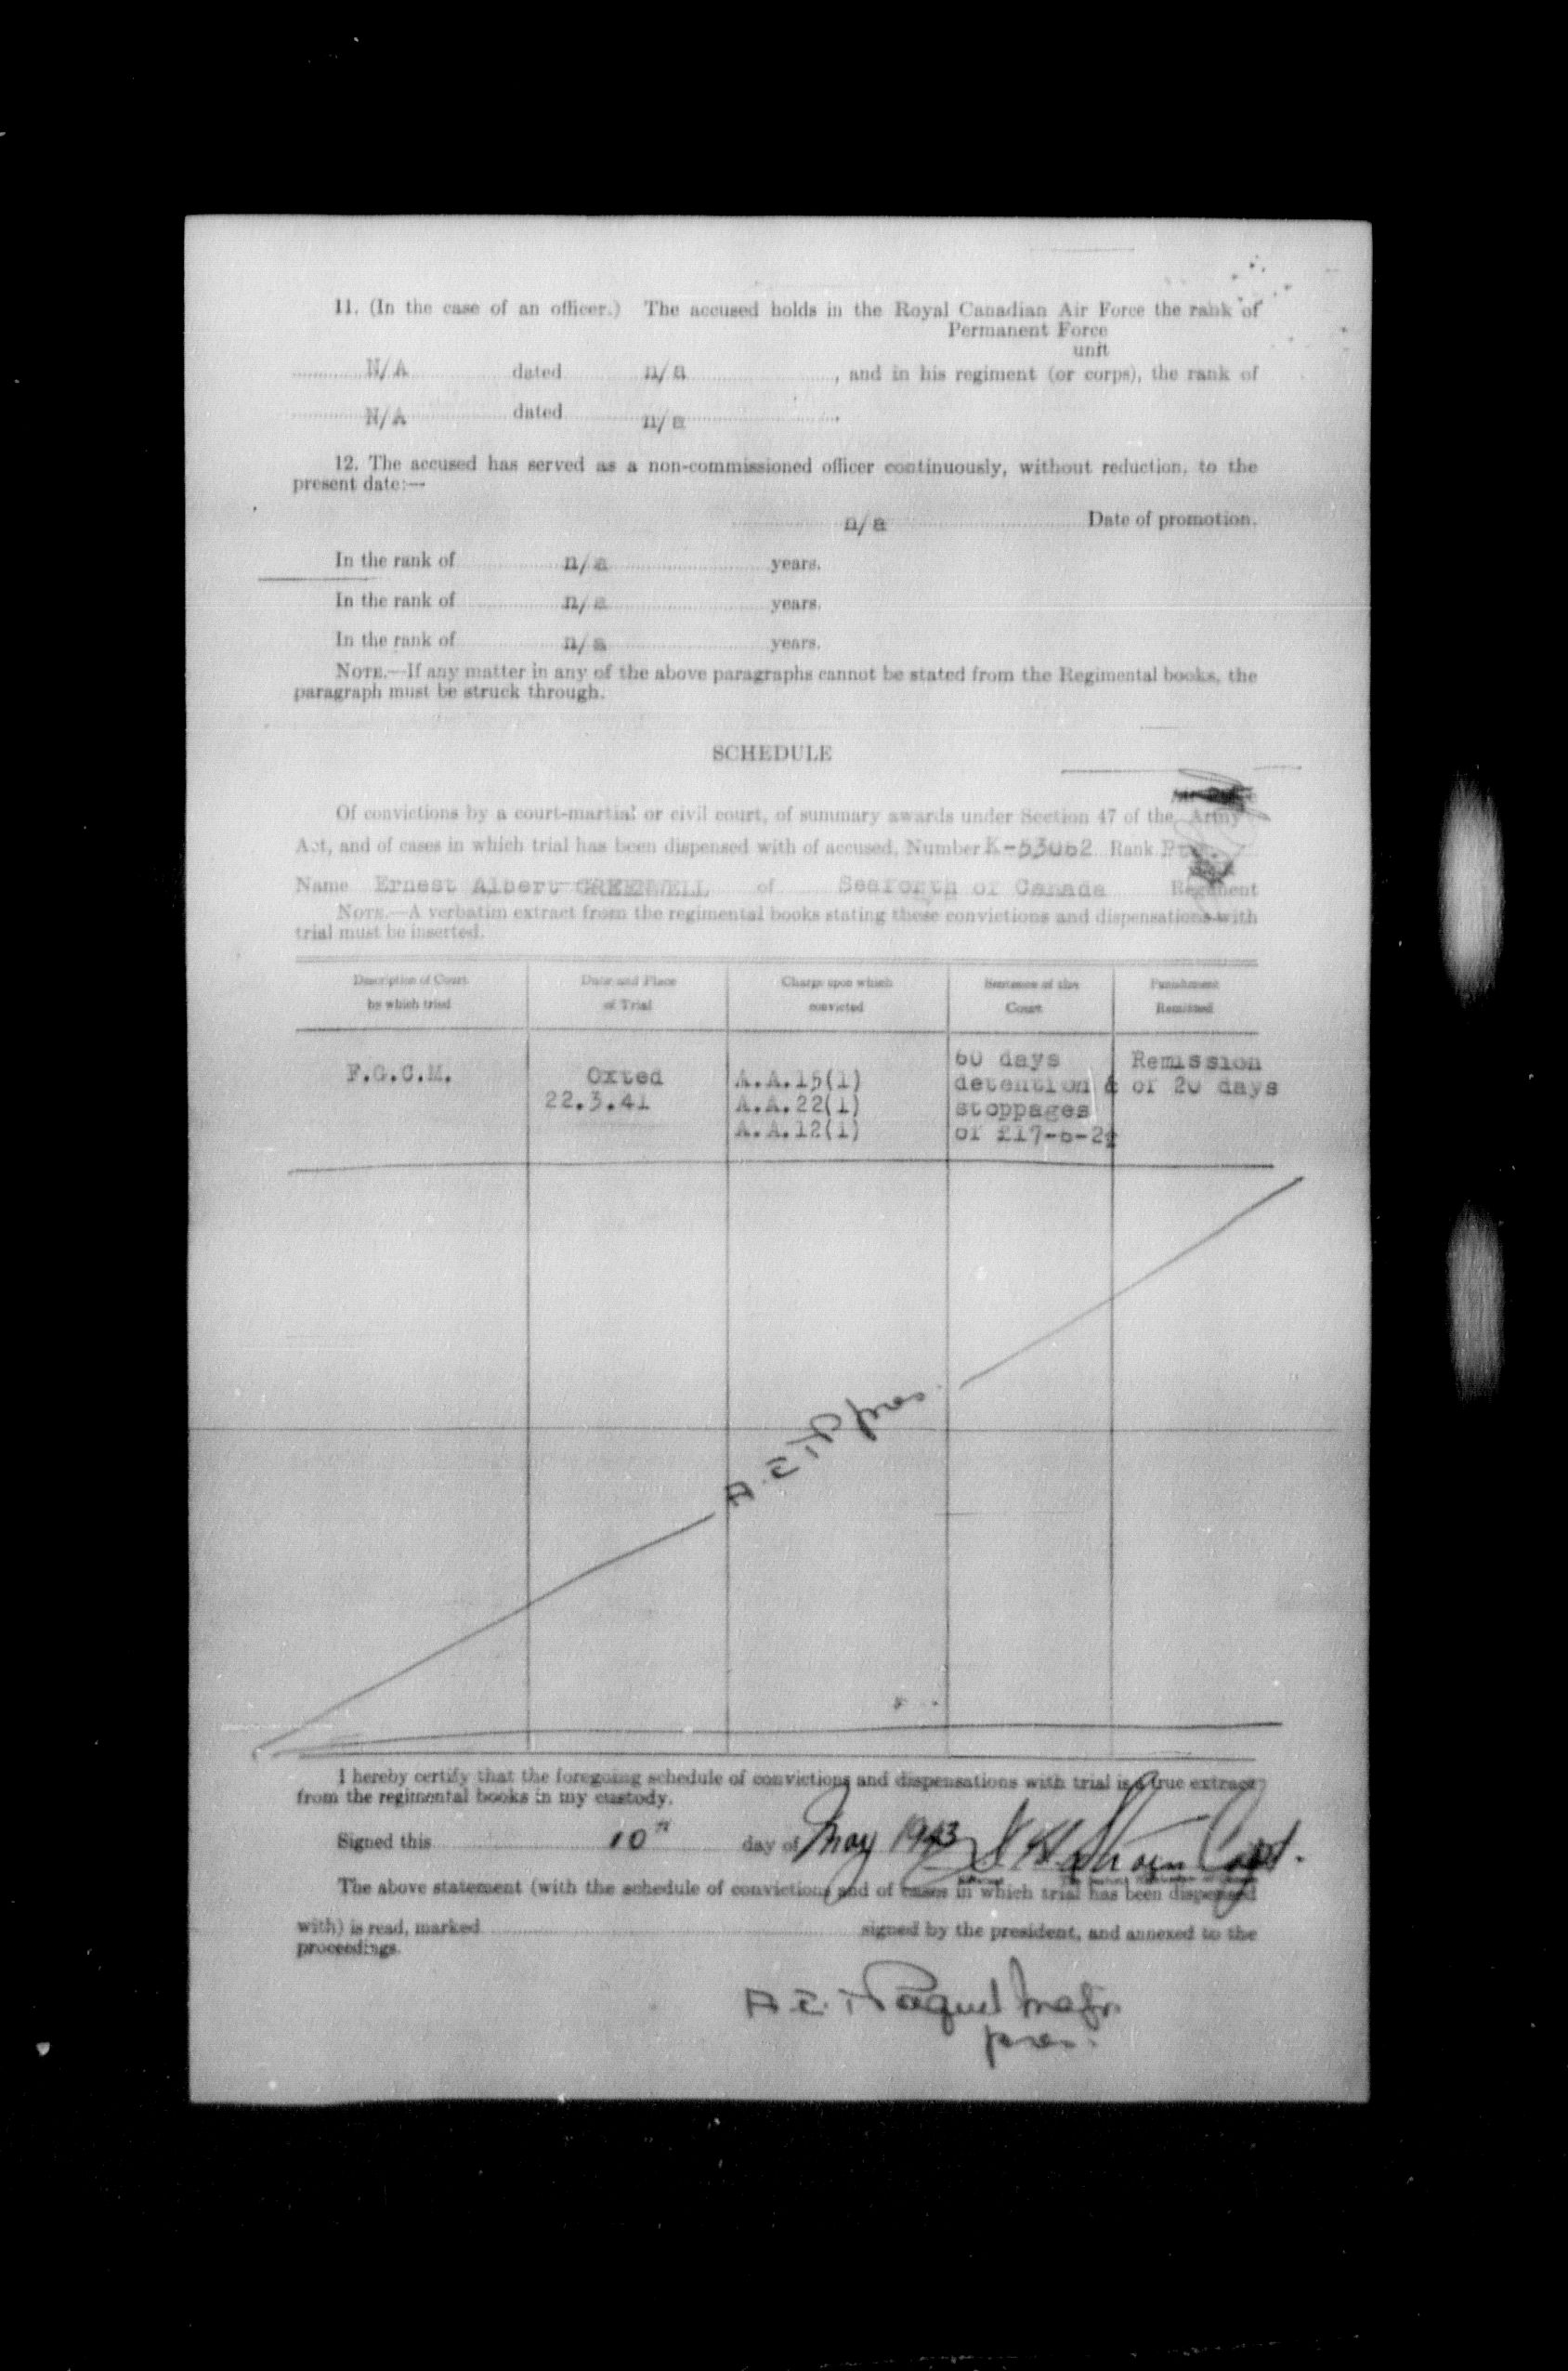 11. (In the case of an officer.) The accused holds in the Royal Canadian Air Force the rank of
Permanent Force
unit
N/A dated n/a , and in his regiment (or corps), the rank of
N/A dated n/a .
12. The accused has served as a non-commissioned officer continuously, without reduction, to the
present date:—
n/a Date of promotion.
In the rank of n/a years.
In the rank of n/a years.
In the rank of n/a years.
NOTE.—If any matter in any of the above paragraphs cannot be stated from the Regimental books, the
paragraph must be struck through.
SCHEDULE
Of convictions by a court-martial or civil court, of summary awards under Section 47 of the Army
Act, and of cases in which trial has been dispensed with of accused, Number K-53062 Rank
Name Ernest Albert GREENWELL of Seaforth of Canada Regiment
NOTE.—A verbatim extract from the regimental books stating these convictions and dispensations with
trial must be inserted.
Description of Court by which tried
Date and Place of Trial
Charge upon which convicted
Sentence of the Court
Punishment Remitted
F.G.C.M.
Oxted
22.3.41
A.A.15(1)
A.A.22(1)
A.A.12(1)
60 days
detention &
stoppages
of
Remission
of 20 days
A.E.P. pres.
I hereby certify that the foregoing schedule of convictions and dispensations with trial is a true extract
from the regimental books in my custody.
Signed this 10th day of May 1943 Capt.
The above statement (with the schedule of convictions and of cases in which trial has been dispensed
with) is read, marked signed by the president, and annexed to the
proceedings.
A.E. Paquet Major
pres.